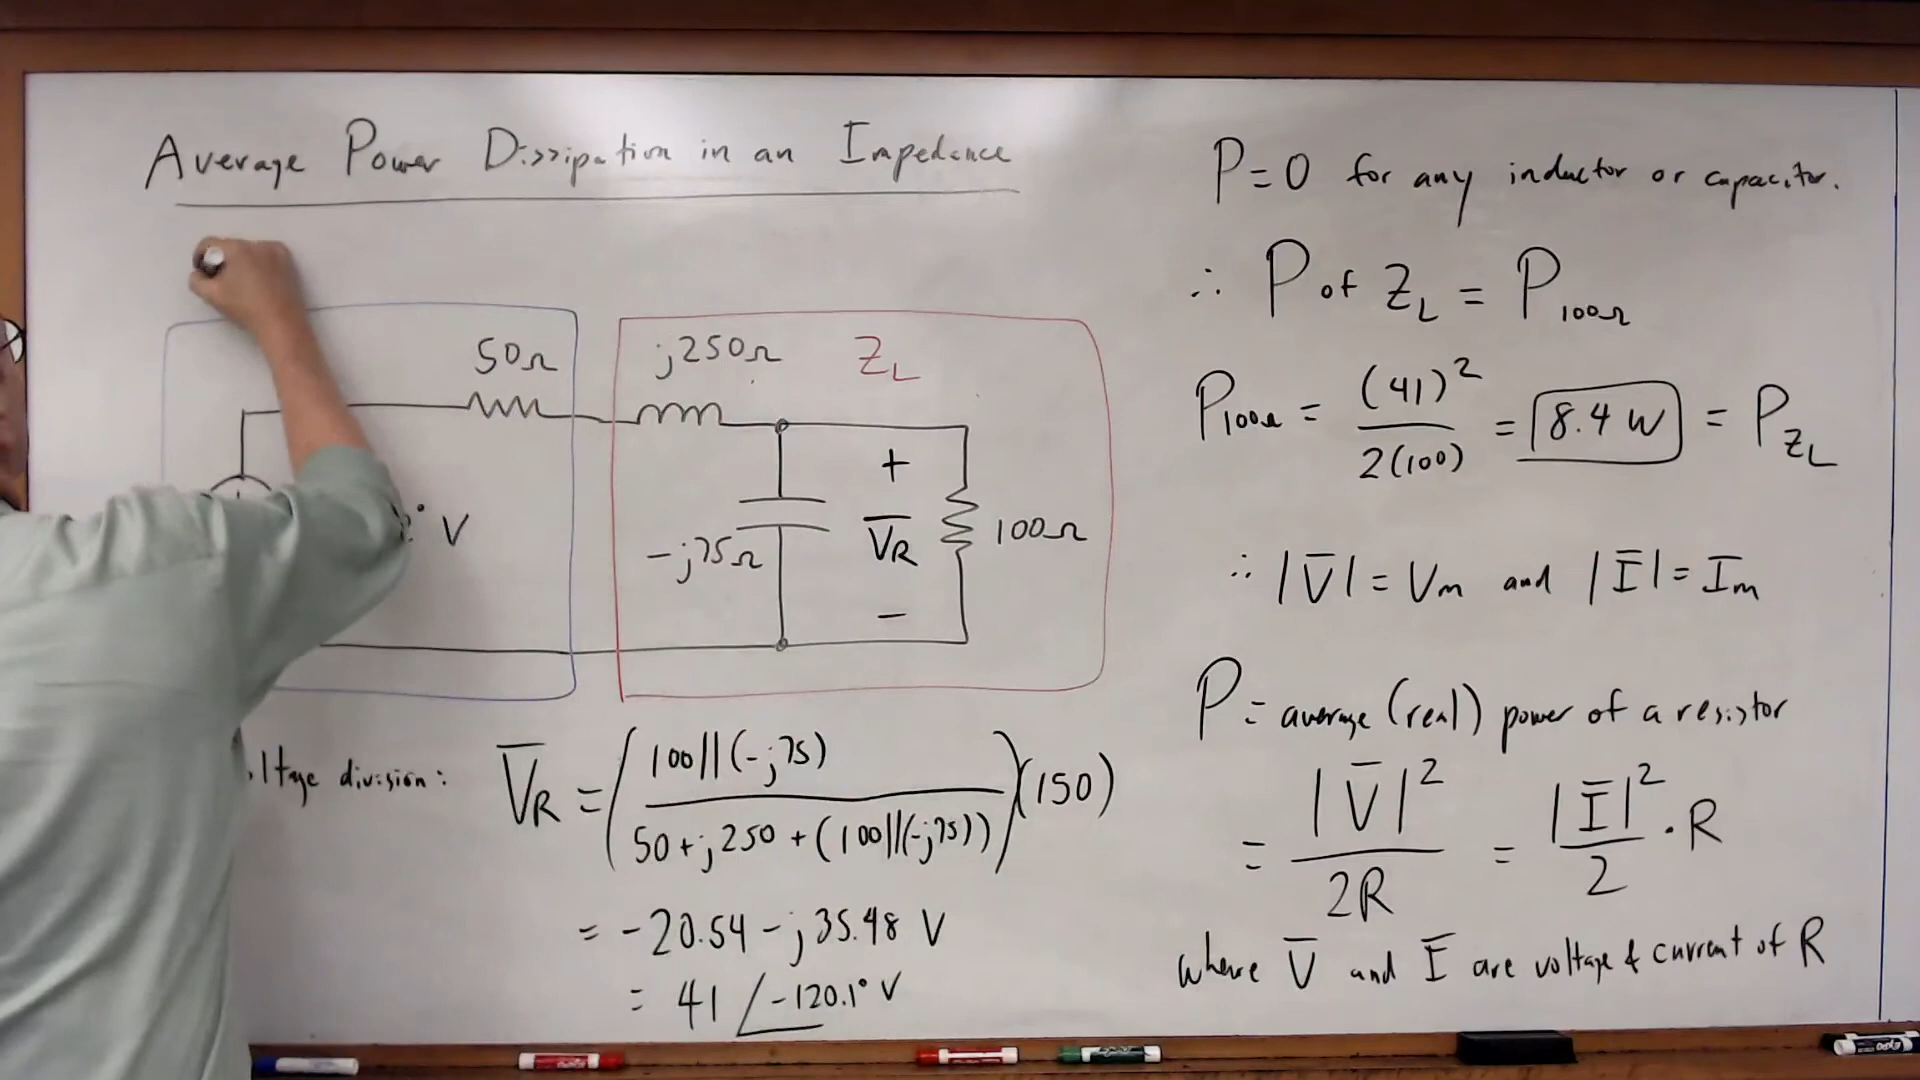 Average Power Dissipation in an Impedance
50Ω
j250Ω
Z_L
° V
-j75Ω
+
V̅_R
−
100Ω
division:
V̅_R = (100||(-j75) / 50+j250+(100||(-j75)))(150)
= -20.54 - j35.48 V
= 41 ∠-120.1° V
P=0 for any inductor or capacitor.
∴ P of Z_L = P_100Ω
P_100Ω = (41)² / 2(100) = 8.4 W = P_Z_L
∴ |V̅| = Vm and |I̅| = Im
P = average (real) power of a resistor
= |V̅|² / 2R = |I̅|² / 2 · R
where V̅ and I̅ are voltage & current of R